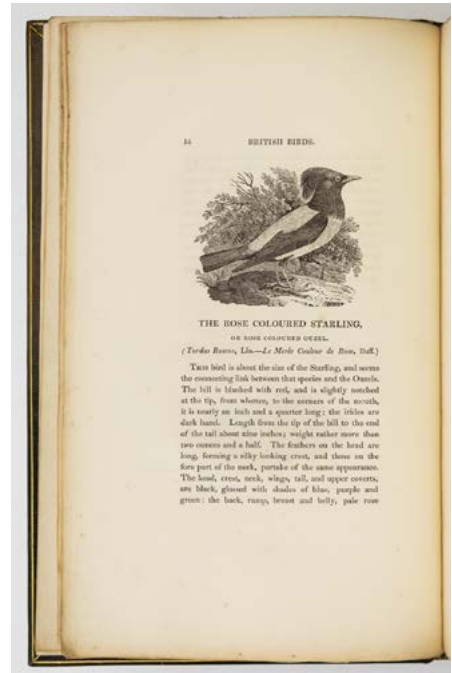 BRITISH BIRDS.
THE ROSE COLOURED STARLING,
OR ROSE COLOURED OUZEL.
(Turdus Roseus, Lin.—Le Merle Couleur de Rose, Buff.)
This bird is about the size of the Starling, and seems
the connecting link between that species and the Ouzels.
The bill is blushed with red, and is slightly notched
at the tip, from whence, to the corners of the mouth,
it is nearly an inch and a quarter long; the irides are
dark hazel. Length from the tip of the bill to the end
of the tail about nine inches; weight rather more than
two ounces and a half. The feathers on the head are
long, forming a silky looking crest, and those on the
fore part of the neck, partake of the same appearance.
The head, crest, neck, wings, tail, and upper coverts,
are black, glossed with shades of blue, purple and
green: the back, rump, breast and belly, pale rose